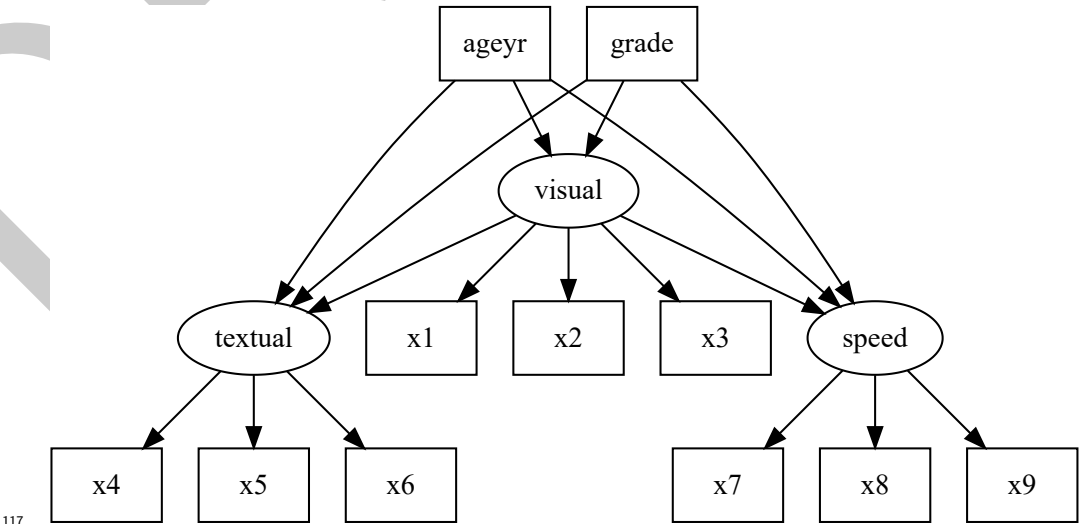 ageyr
grade
visual
textual
x1
x2
x3
speed
x4
x5
x6
x7
x8
x9
117